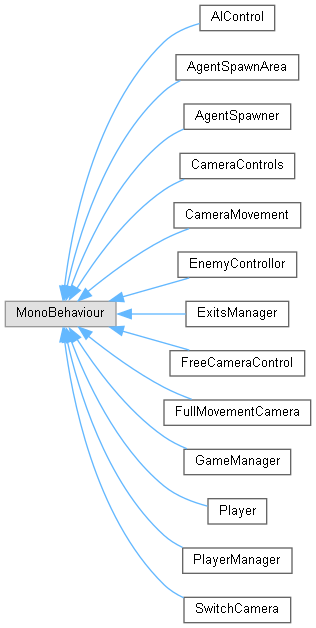 AIControl
AgentSpawnArea
AgentSpawner
CameraControls
CameraMovement
EnemyControllor
MonoBehaviour
ExitsManager
FreeCameraControl
FullMovementCamera
GameManager
Player
PlayerManager
SwitchCamera